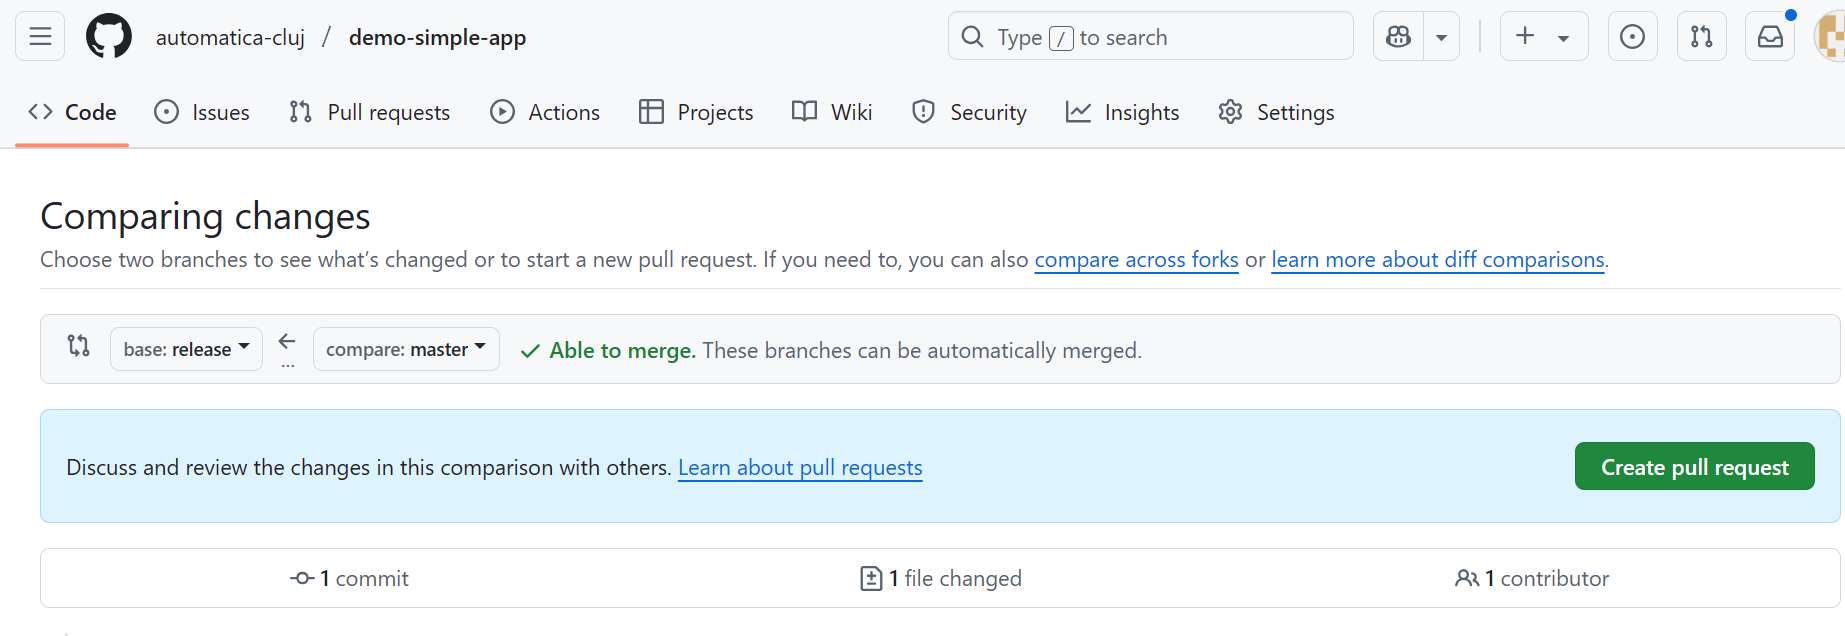 automatica-cluj / demo-simple-app
Type / to search
Code Issues Pull requests Actions Projects Wiki Security Insights Settings
Comparing changes
Choose two branches to see what’s changed or to start a new pull request. If you need to, you can also compare across forks or learn more about diff comparisons.
base: release ... compare: master Able to merge. These branches can be automatically merged.
Discuss and review the changes in this comparison with others. Learn about pull requests Create pull request
1 commit 1 file changed 1 contributor